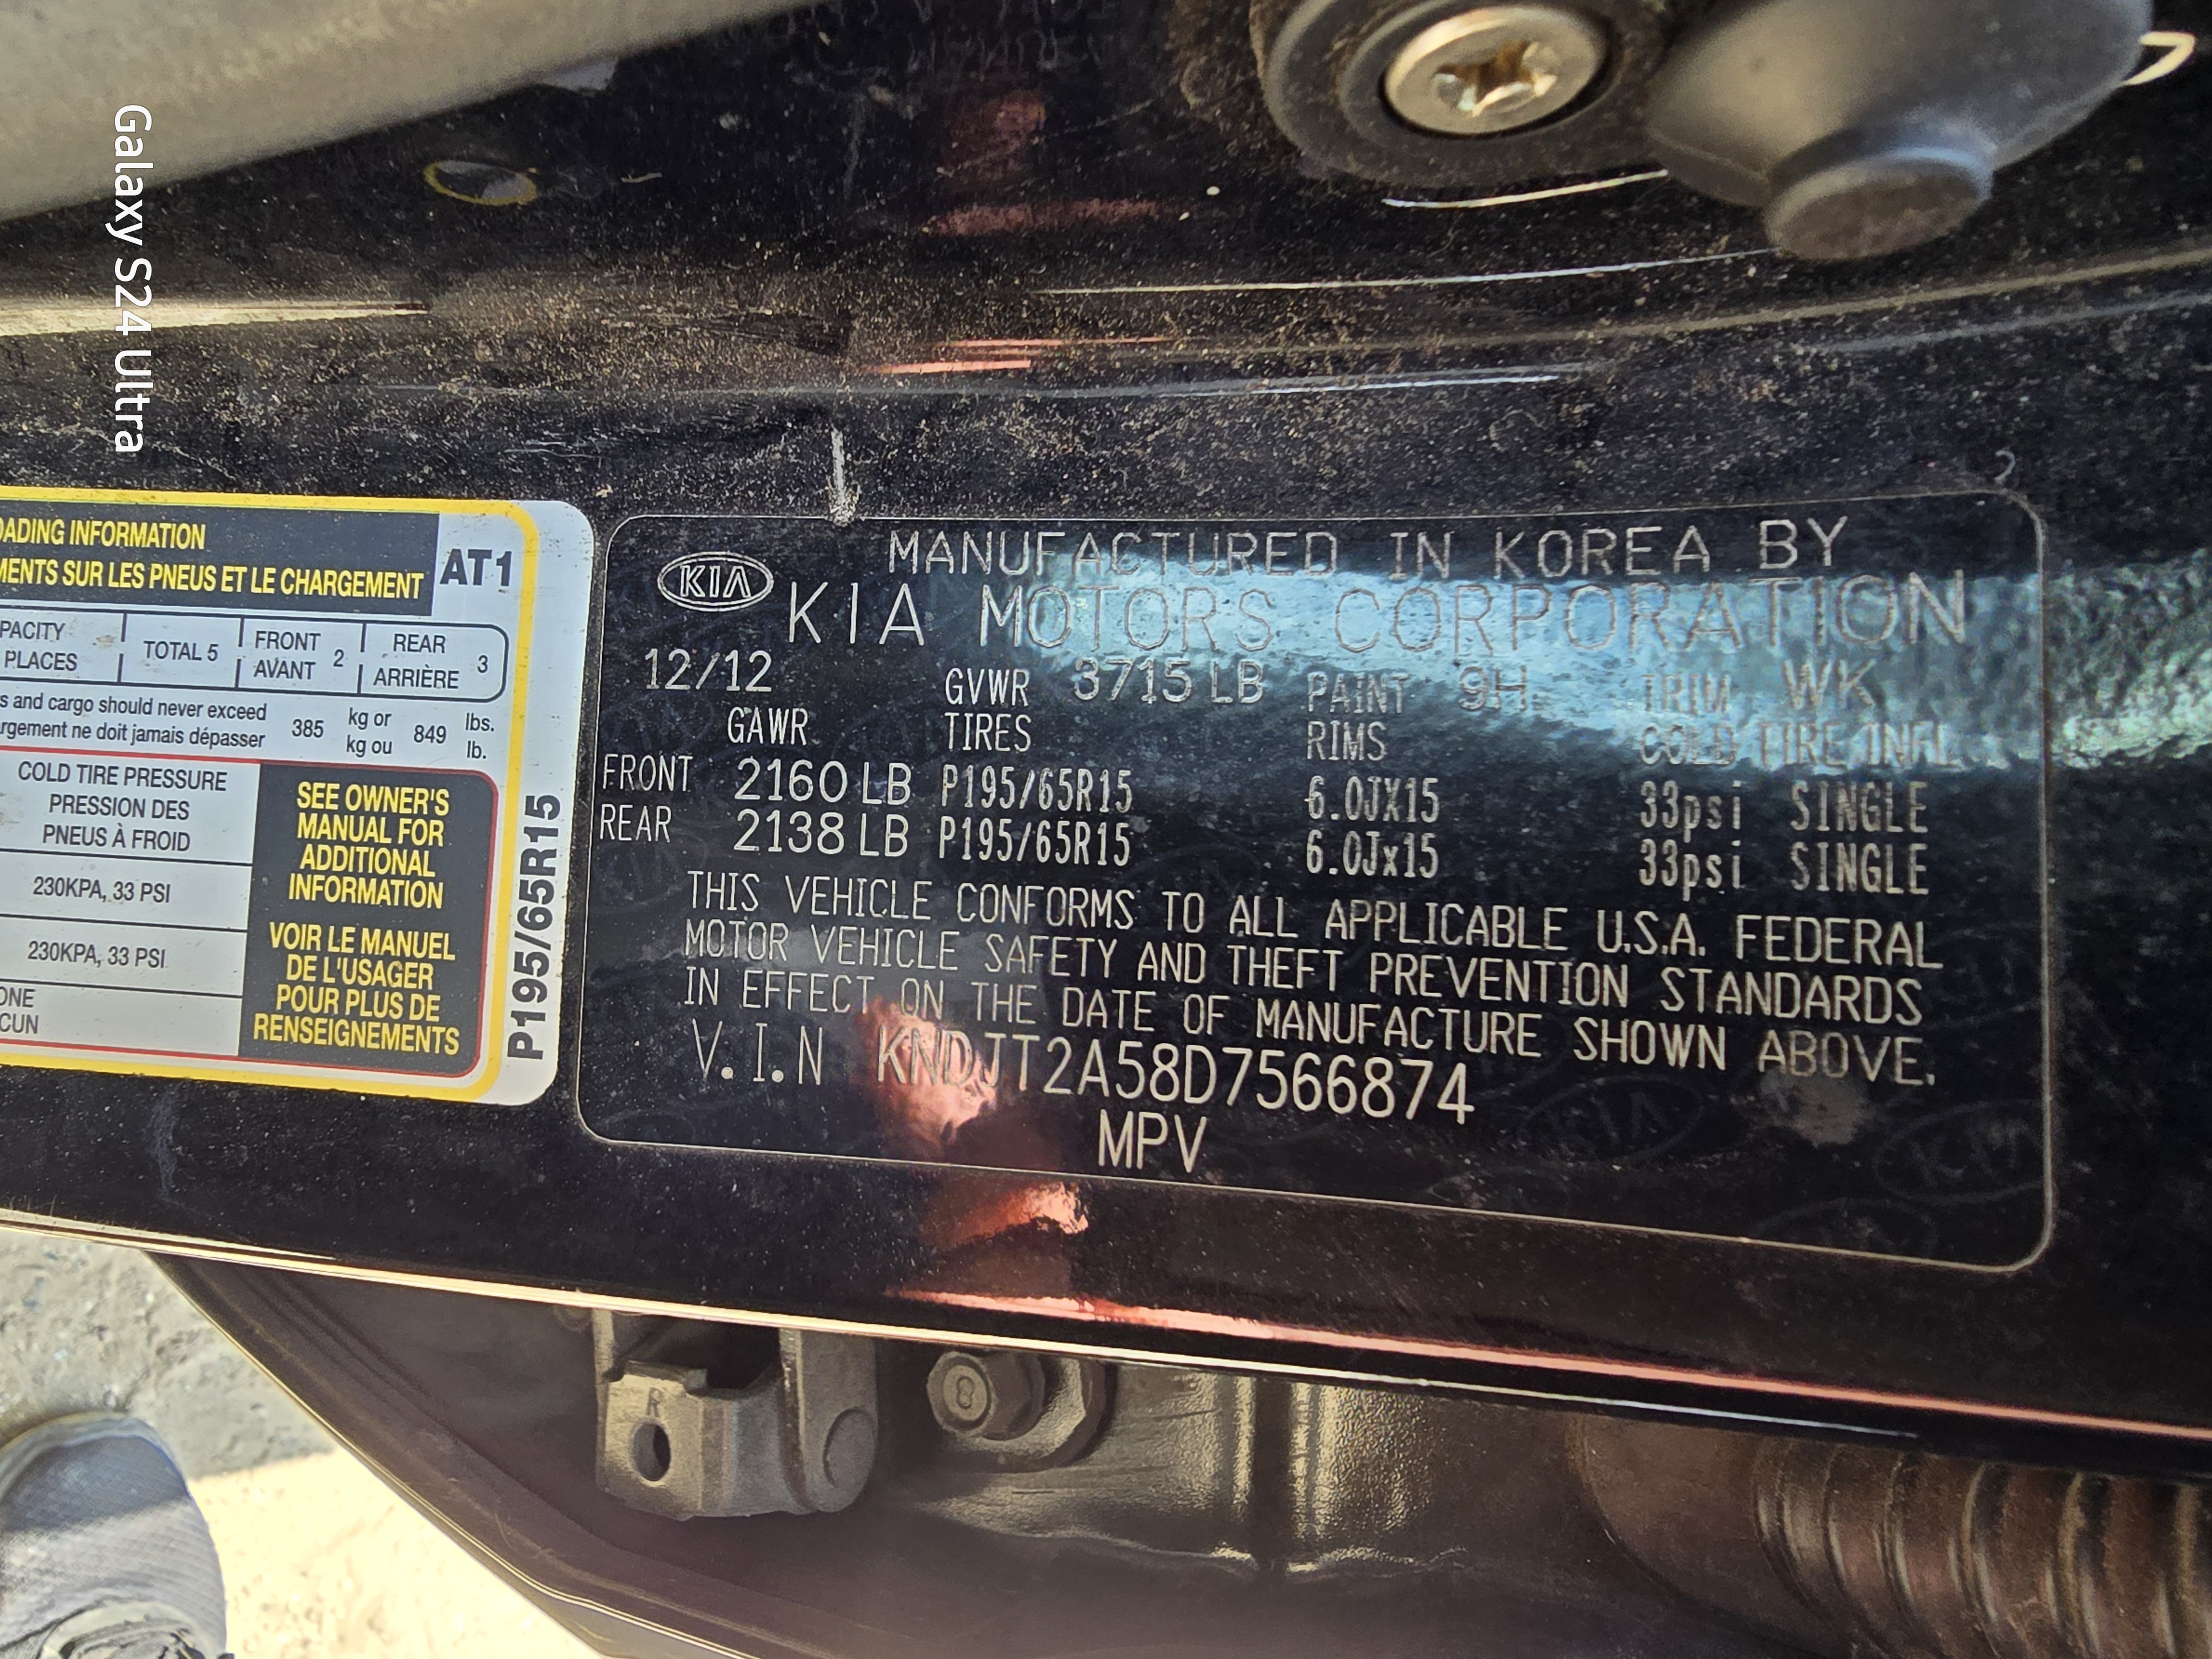 Galaxy S24 Ultra
OADING INFORMATION
MENTS SUR LES PNEUS ET LE CHARGEMENT
AT1
PACITY
PLACES
TOTAL 5
FRONT
AVANT
2
REAR
ARRIÈRE
3
s and cargo should never exceed
rgement ne doit jamais dépasser
385
kg or
kg ou
849
lbs.
lb.
COLD TIRE PRESSURE
PRESSION DES
PNEUS À FROID
230KPA, 33 PSI
230KPA, 33 PSI
ONE
CUN
SEE OWNER'S
MANUAL FOR
ADDITIONAL
INFORMATION
VOIR LE MANUEL
DE L'USAGER
POUR PLUS DE
RENSEIGNEMENTS
P195/65R15
KIA
MANUFACTURED IN KOREA BY
KIA MOTORS CORPORATION
12/12 GVWR 3715 LB PAINT 9H TRIM WK
GAWR TIRES RIMS COLD TIRE INFL
FRONT 2160 LB P195/65R15 6.0JX15 33psi SINGLE
REAR 2138 LB P195/65R15 6.0Jx15 33psi SINGLE
THIS VEHICLE CONFORMS TO ALL APPLICABLE U.S.A. FEDERAL
MOTOR VEHICLE SAFETY AND THEFT PREVENTION STANDARDS
IN EFFECT ON THE DATE OF MANUFACTURE SHOWN ABOVE.
V.I.N KNDJT2A58D7566874
MPV
KIA
KIA
R
8